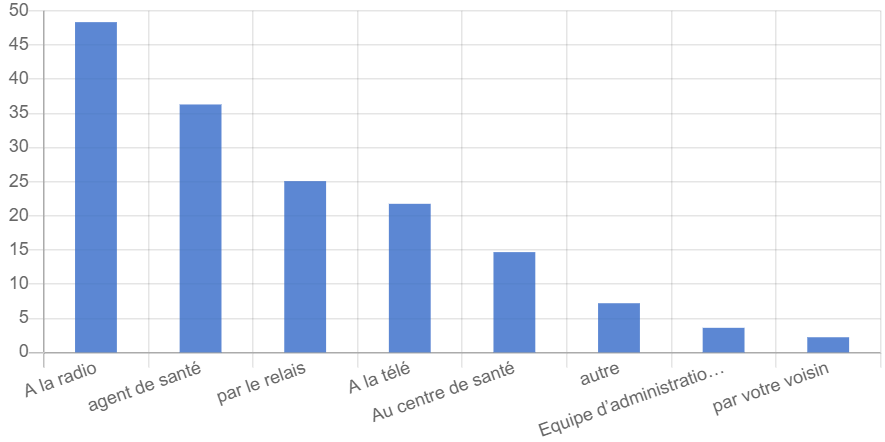 50
45
40
35
30
25
20
15
10
5
0
A la radio
agent de santé
par le relais
A la télé
Au centre de santé
autre
Equipe d’administratio…
par votre voisin